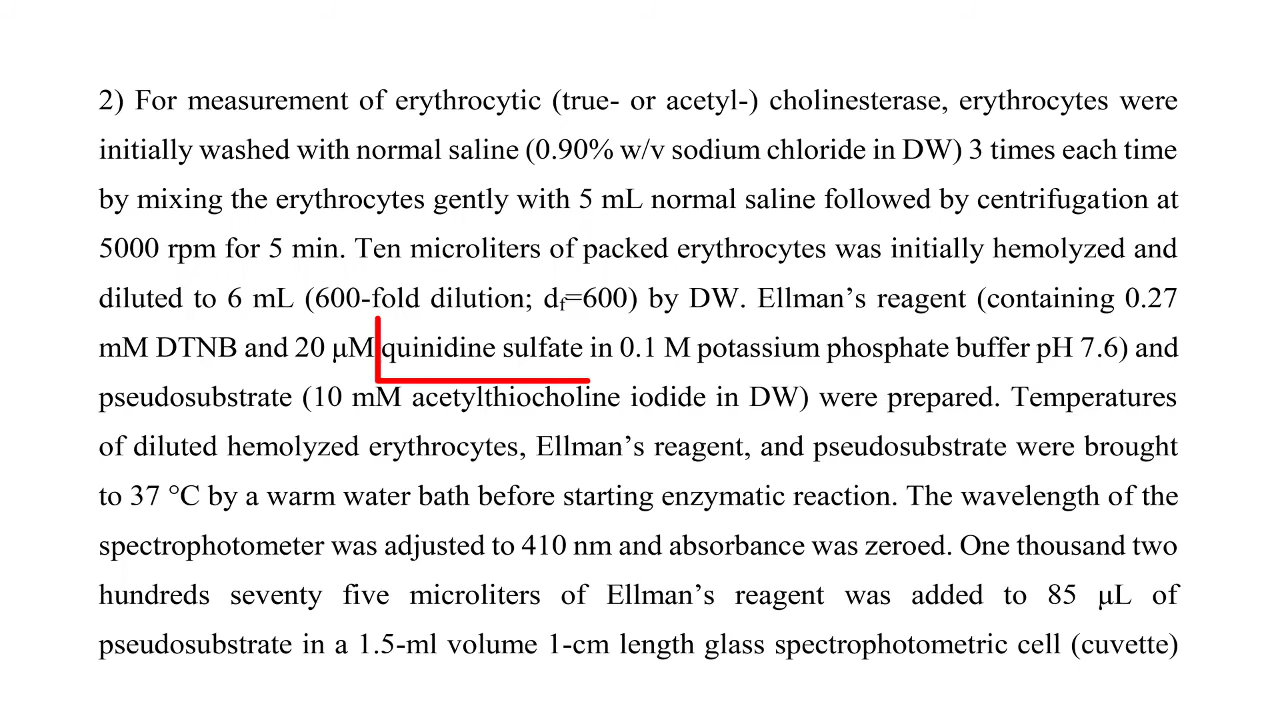 2) For measurement of erythrocytic (true- or acetyl-) cholinesterase, erythrocytes were
initially washed with normal saline (0.90% w/v sodium chloride in DW) 3 times each time
by mixing the erythrocytes gently with 5 mL normal saline followed by centrifugation at
5000 rpm for 5 min. Ten microliters of packed erythrocytes was initially hemolyzed and
diluted to 6 mL (600-fold dilution; df=600) by DW. Ellman’s reagent (containing 0.27
mM DTNB and 20 μM quinidine sulfate in 0.1 M potassium phosphate buffer pH 7.6) and
pseudosubstrate (10 mM acetylthiocholine iodide in DW) were prepared. Temperatures
of diluted hemolyzed erythrocytes, Ellman’s reagent, and pseudosubstrate were brought
to 37 °C by a warm water bath before starting enzymatic reaction. The wavelength of the
spectrophotometer was adjusted to 410 nm and absorbance was zeroed. One thousand two
hundreds seventy five microliters of Ellman’s reagent was added to 85 μL of
pseudosubstrate in a 1.5-ml volume 1-cm length glass spectrophotometric cell (cuvette)